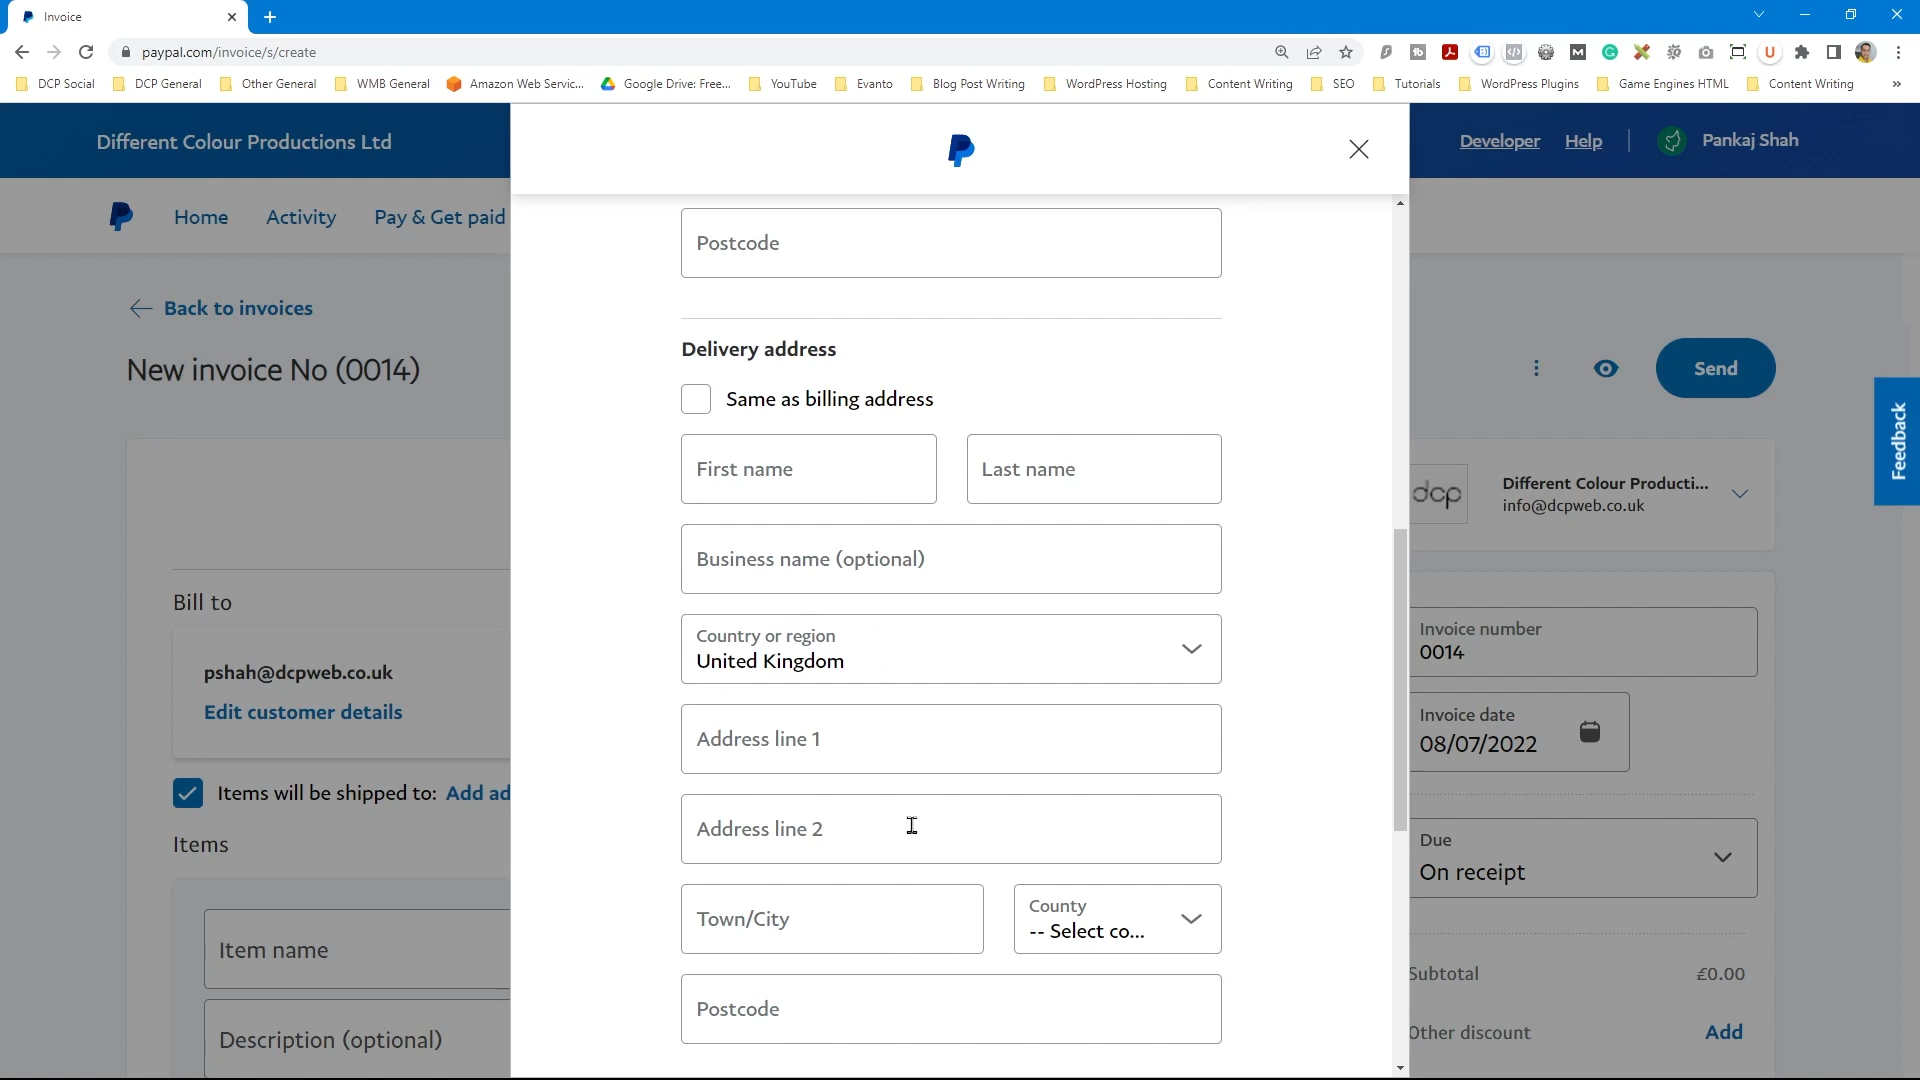 Invoice
paypal.com/invoice/s/create
DCP Social
DCP General
Other General
WMB General
Amazon Web Servic...
Google Drive: Free...
YouTube
Evanto
Blog Post Writing
WordPress Hosting
Content Writing
SEO
Tutorials
WordPress Plugins
Game Engines HTML
Content Writing
Different Colour Productions Ltd
Developer
Help
Pankaj Shah
Home
Activity
Pay & Get paid
Back to invoices
New invoice No (0014)
Send
Feedback
Bill to
pshah@dcpweb.co.uk
Edit customer details
Items will be shipped to: Add ad
Items
Item name
Description (optional)
Postcode
Delivery address
Same as billing address
First name
Last name
Business name (optional)
Country or region
United Kingdom
Address line 1
Address line 2
Town/City
County
-- Select co...
Postcode
dcp
Different Colour Producti...
info@dcpweb.co.uk
Invoice number
0014
Invoice date
08/07/2022
Due
On receipt
Subtotal
£0.00
Other discount
Add